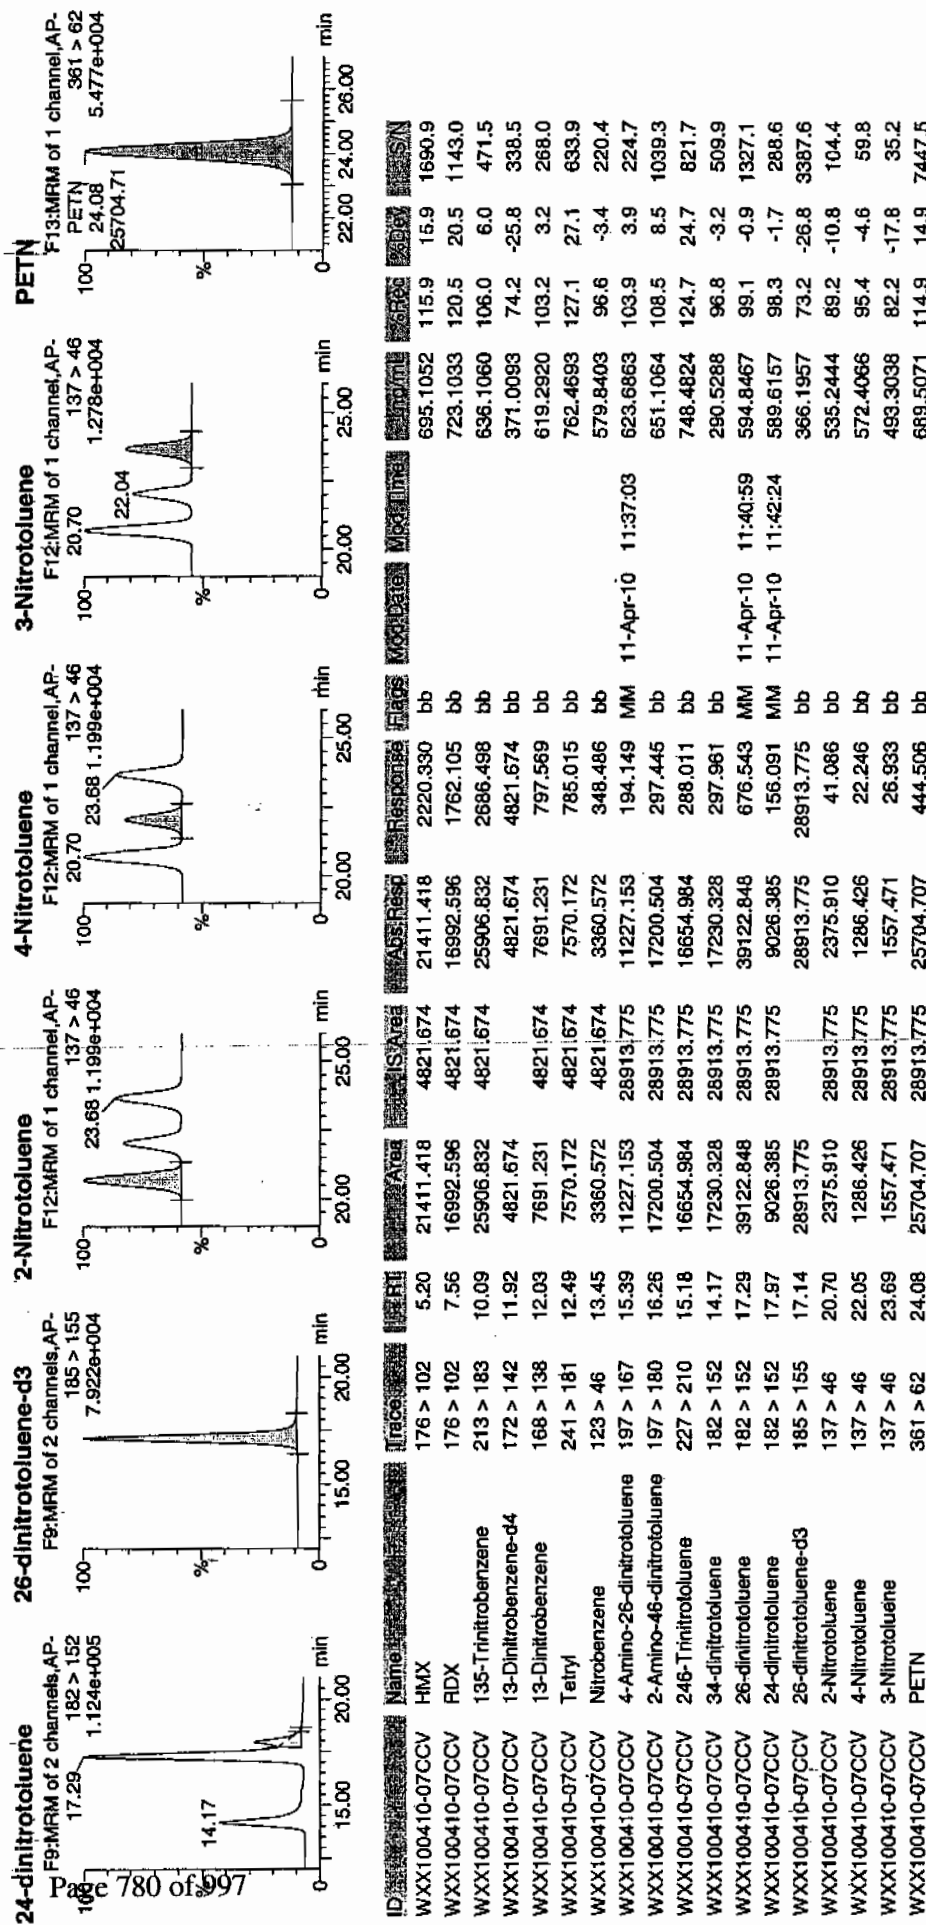 24-dinitrotoluene
F9:MRM of 2 channels,AP-
182 > 152
1.124e+005
100
17.29
14.17
%
0
15.00
20.00
min
26-dinitrotoluene-d3
F9:MRM of 2 channels,AP-
185 > 155
7.922e+004
100
%
0
15.00
20.00
min
2-Nitrotoluene
F12:MRM of 1 channel,AP-
137 > 46
23.68 1.199e+004
100
%
0
20.00
25.00
4-Nitrotoluene
F12:MRM of 1 channel,AP-
20.70
137 > 46
23.68 1.199e+004
100
%
0
20.00
25.00
min
3-Nitrotoluene
F12:MRM of 1 channel,AP-
20.70
137 > 46
1.278e+004
100
22.04
%
0
20.00
25.00
min
PETN
F13:MRM of 1 channel,AP-
PETN
24.08
25704.71
361 > 62
5.477e+004
100
%
0
22.00
24.00
26.00
min
Page 780 of 997
ID Name Trace RT Area IS Area Abs.Resp Response Flags Mod.Date Mod.Time ng/mL %Rec %Dev S/N
WXX100410-07CCV HMX 176 > 102 5.20 21411.418 4821.674 21411.418 2220.330 bb 695.1052 115.9 15.9 1690.9
WXX100410-07CCV RDX 176 > 102 7.56 16992.596 4821.674 16992.596 1762.105 bb 723.1033 120.5 20.5 1143.0
WXX100410-07CCV 135-Trinitrobenzene 213 > 183 10.09 25906.832 4821.674 25906.832 2686.498 bb 636.1060 106.0 6.0 471.5
WXX100410-07CCV 13-Dinitrobenzene-d4 172 > 142 11.92 4821.674 4821.674 4821.674 bb 371.0093 74.2 -25.8 338.5
WXX100410-07CCV 13-Dinitrobenzene 168 > 138 12.03 7691.231 4821.674 7691.231 797.569 bb 619.2920 103.2 3.2 268.0
WXX100410-07CCV Tetryl 241 > 181 12.49 7570.172 4821.674 7570.172 785.015 bb 762.4693 127.1 27.1 633.9
WXX100410-07CCV Nitrobenzene 123 > 46 13.45 3360.572 4821.674 3360.572 348.486 bb 579.8403 96.6 -3.4 220.4
WXX100410-07CCV 4-Amino-26-dinitrotoluene 197 > 167 15.39 11227.153 28913.775 11227.153 194.149 MM 11-Apr-10 11:37:03 623.6863 103.9 3.9 224.7
WXX100410-07CCV 2-Amino-46-dinitrotoluene 197 > 180 16.26 17200.504 28913.775 17200.504 297.445 bb 651.1064 108.5 8.5 1039.3
WXX100410-07CCV 246-Trinitrotoluene 227 > 210 15.18 16654.984 28913.775 16654.984 288.011 bb 748.4824 124.7 24.7 821.7
WXX100410-07CCV 34-dinitrotoluene 182 > 152 14.17 17230.328 28913.775 17230.328 297.961 bb 290.5288 96.8 -3.2 509.9
WXX100410-07CCV 26-dinitrotoluene 182 > 152 17.29 39122.848 28913.775 39122.848 676.543 MM 11-Apr-10 11:40:59 594.8467 99.1 -0.9 1327.1
WXX100410-07CCV 24-dinitrotoluene 182 > 152 17.97 9026.385 28913.775 9026.385 156.091 MM 11-Apr-10 11:42:24 589.6157 98.3 -1.7 288.6
WXX100410-07CCV 26-dinitrotoluene-d3 185 > 155 17.14 28913.775 28913.775 28913.775 bb 366.1957 73.2 -26.8 3387.6
WXX100410-07CCV 2-Nitrotoluene 137 > 46 20.70 2375.910 28913.775 2375.910 41.086 bb 535.2444 89.2 -10.8 104.4
WXX100410-07CCV 4-Nitrotoluene 137 > 46 22.05 1286.426 28913.775 1286.426 22.246 bb 572.4066 95.4 -4.6 59.8
WXX100410-07CCV 3-Nitrotoluene 137 > 46 23.69 1557.471 28913.775 1557.471 26.933 bb 493.3038 82.2 -17.8 35.2
WXX100410-07CCV PETN 361 > 62 24.08 25704.707 28913.775 25704.707 444.506 bb 689.5071 114.9 14.9 7447.5